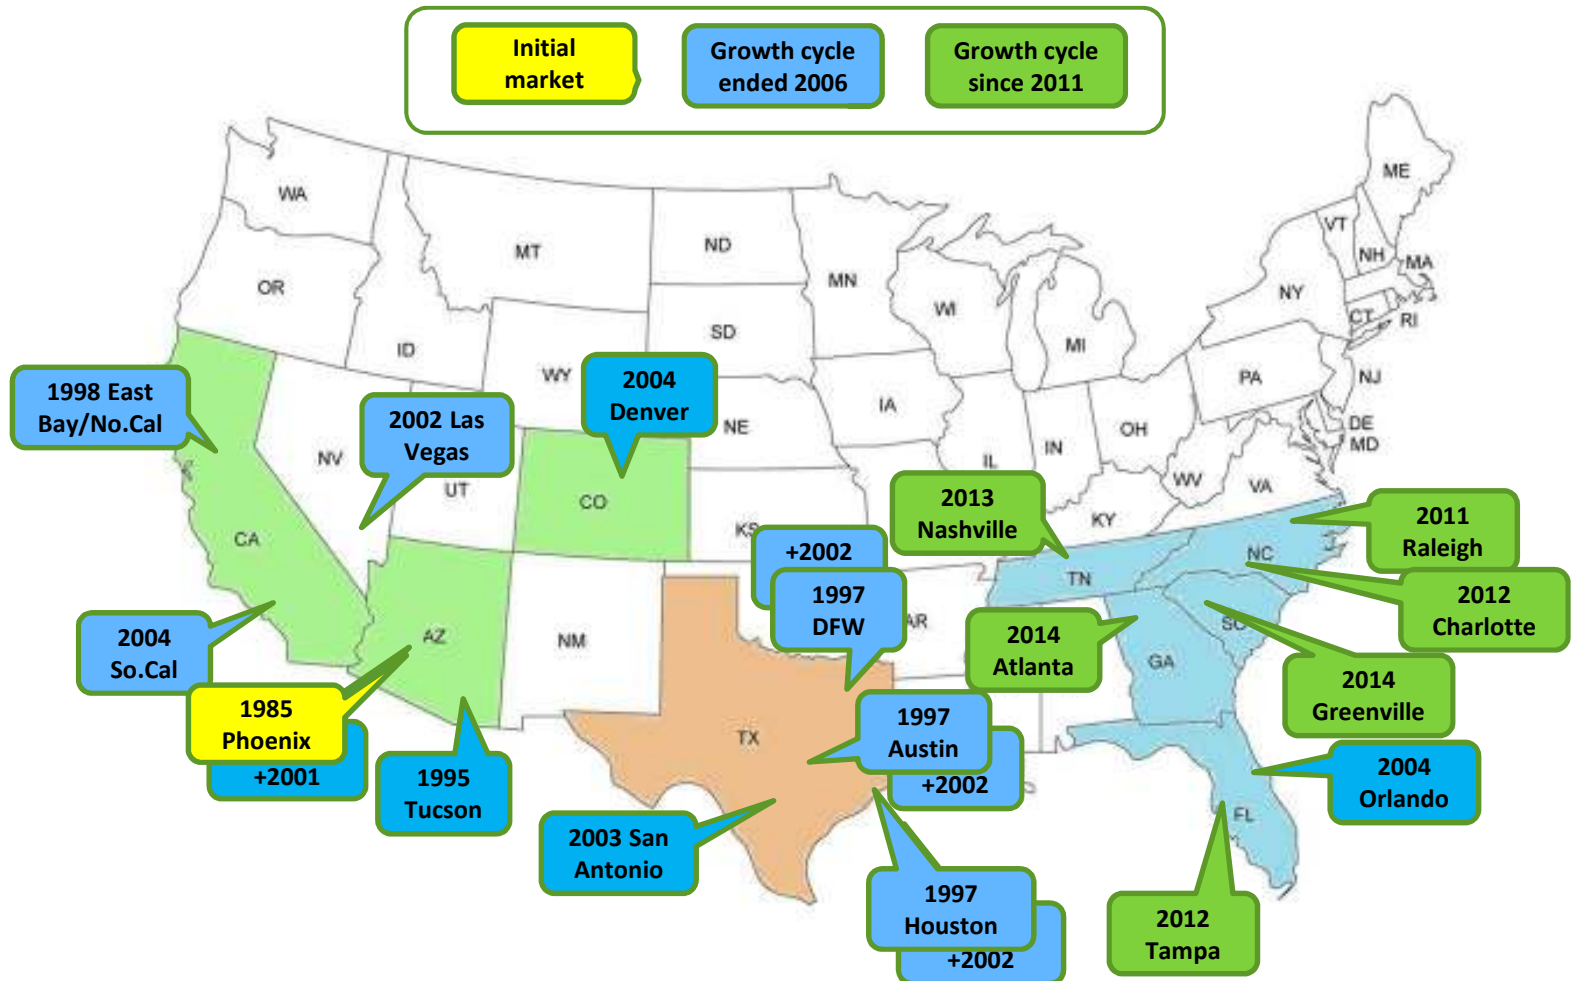 Initial
market
Growth cycle
ended 2006
Growth cycle
since 2011
WA
OR
ID
MT
ND
SD
MN
WI
MI
WY
NE
IA
IL
IN
OH
PA
NY
VT
NH
ME
MA
CT
RI
NJ
DE
MD
VA
WV
KY
NV
UT
CO
KS
CA
AZ
NM
TX
AR
TN
NC
SC
GA
FL
1998 East
Bay/No.Cal
2002 Las
Vegas
2004
Denver
2013
Nashville
2011
Raleigh
+2002
1997
DFW
2012
Charlotte
2004
So.Cal
2014
Atlanta
2014
Greenville
1985
Phoenix
+2001
1995
Tucson
1997
Austin
+2002
2004
Orlando
2003 San
Antonio
1997
Houston
+2002
2012
Tampa